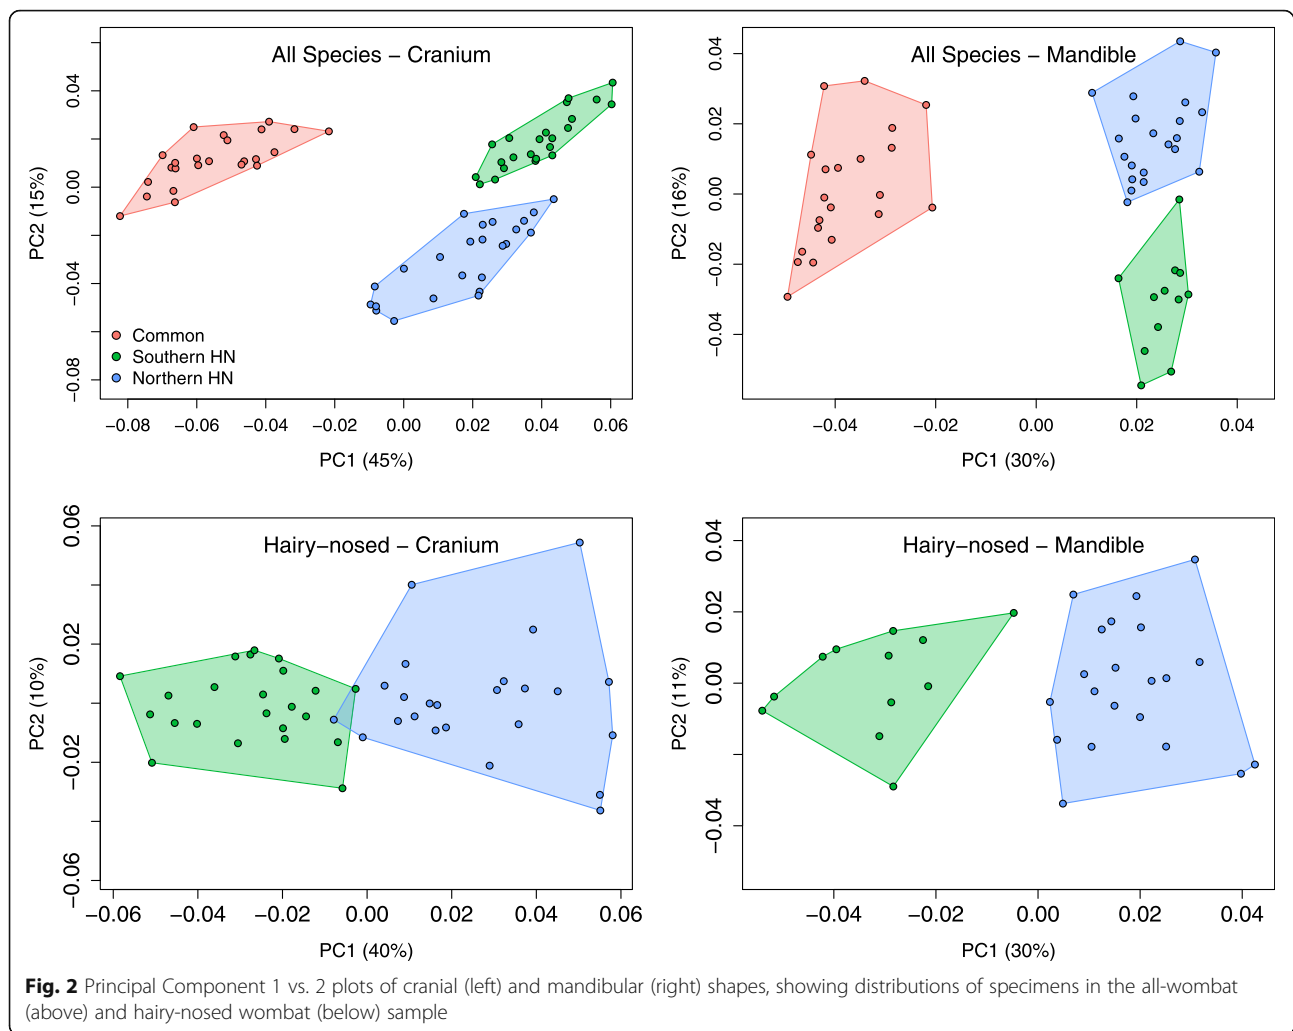 All Species − Cranium
PC2 (15%)
0.04
0.00
−0.04
−0.08
Common
Southern HN
Northern HN
−0.08 −0.06 −0.04 −0.02 0.00 0.02 0.04 0.06
PC1 (45%)
All Species − Mandible
PC2 (16%)
0.04
0.02
0.00
−0.02
−0.04
−0.04 −0.02 0.00 0.02 0.04
PC1 (30%)
Hairy−nosed − Cranium
PC2 (10%)
0.06
0.02
−0.02
−0.06
−0.06 −0.04 −0.02 0.00 0.02 0.04 0.06
PC1 (40%)
Hairy−nosed − Mandible
PC2 (11%)
0.04
0.02
0.00
−0.04
−0.04 −0.02 0.00 0.02 0.04
PC1 (30%)
Fig. 2 Principal Component 1 vs. 2 plots of cranial (left) and mandibular (right) shapes, showing distributions of specimens in the all-wombat
(above) and hairy-nosed wombat (below) sample